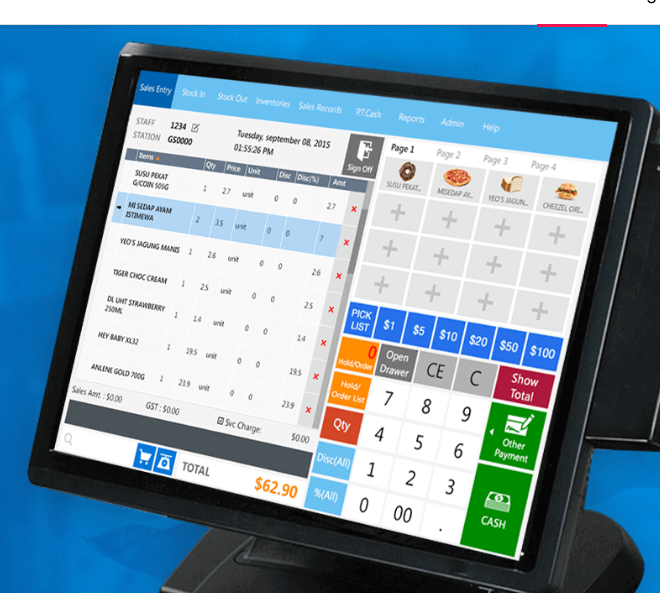 Sales Entry Stock In Stock Out Inventories Sales Records P.T.Cash Reports Admin Help
STAFF 1234
STATION GS0000
Tuesday, september 08, 2015
01:55:26 PM
Sign Off
Items Qty Price Unit Disc Disc(%) Amt
SUSU PEKAT
G/COIN 505G 1 2.7 unit 0 0 2.7 ×
MI SEDAP AYAM
ISTIMEWA 2 3.5 unit 0 0 7 ×
YEO'S JAGUNG MANIS 1 2.6 unit 0 0 2.6 ×
TIGER CHOC CREAM 1 2.5 unit 0 0 2.5 ×
DL UHT STRAWBERRY
250ML 1 1.4 unit 0 0 1.4 ×
HEY BABY XL32 1 19.5 unit 0 0 19.5 ×
ANLENE GOLD 700G 1 23.9 unit 0 0 23.9 ×
Sales Amt. : $0.00 GST : $0.00 Svc Charge: $0.00
TOTAL $62.90
Page 1 Page 2 Page 3 Page 4
SUSU PEKAT... MISEDAP AY... YEO'S JAGUN... CHEEZEL ORI...
PICK
LIST
$1 $5 $10 $20 $50 $100
0
Hold/Order
Open
Drawer
CE C
Show
Total
Hold/
Order List
7 8 9
Other
Payment
Qty 4 5 6
Disc(All) 1 2 3
CASH
%(All) 0 00 .